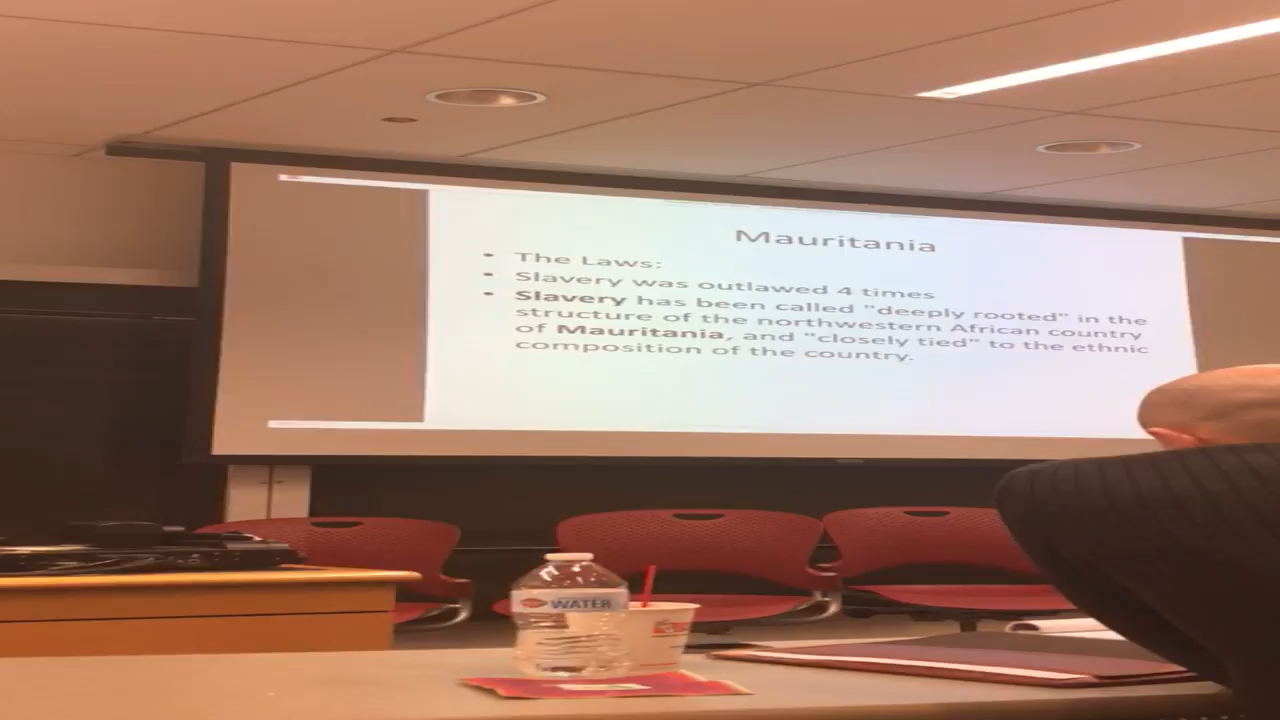 Mauritania
• The Laws:
• Slavery was outlawed 4 times
• Slavery has been called "deeply rooted" in the
structure of the northwestern African country
of Mauritania, and "closely tied" to the ethnic
composition of the country.
WATER